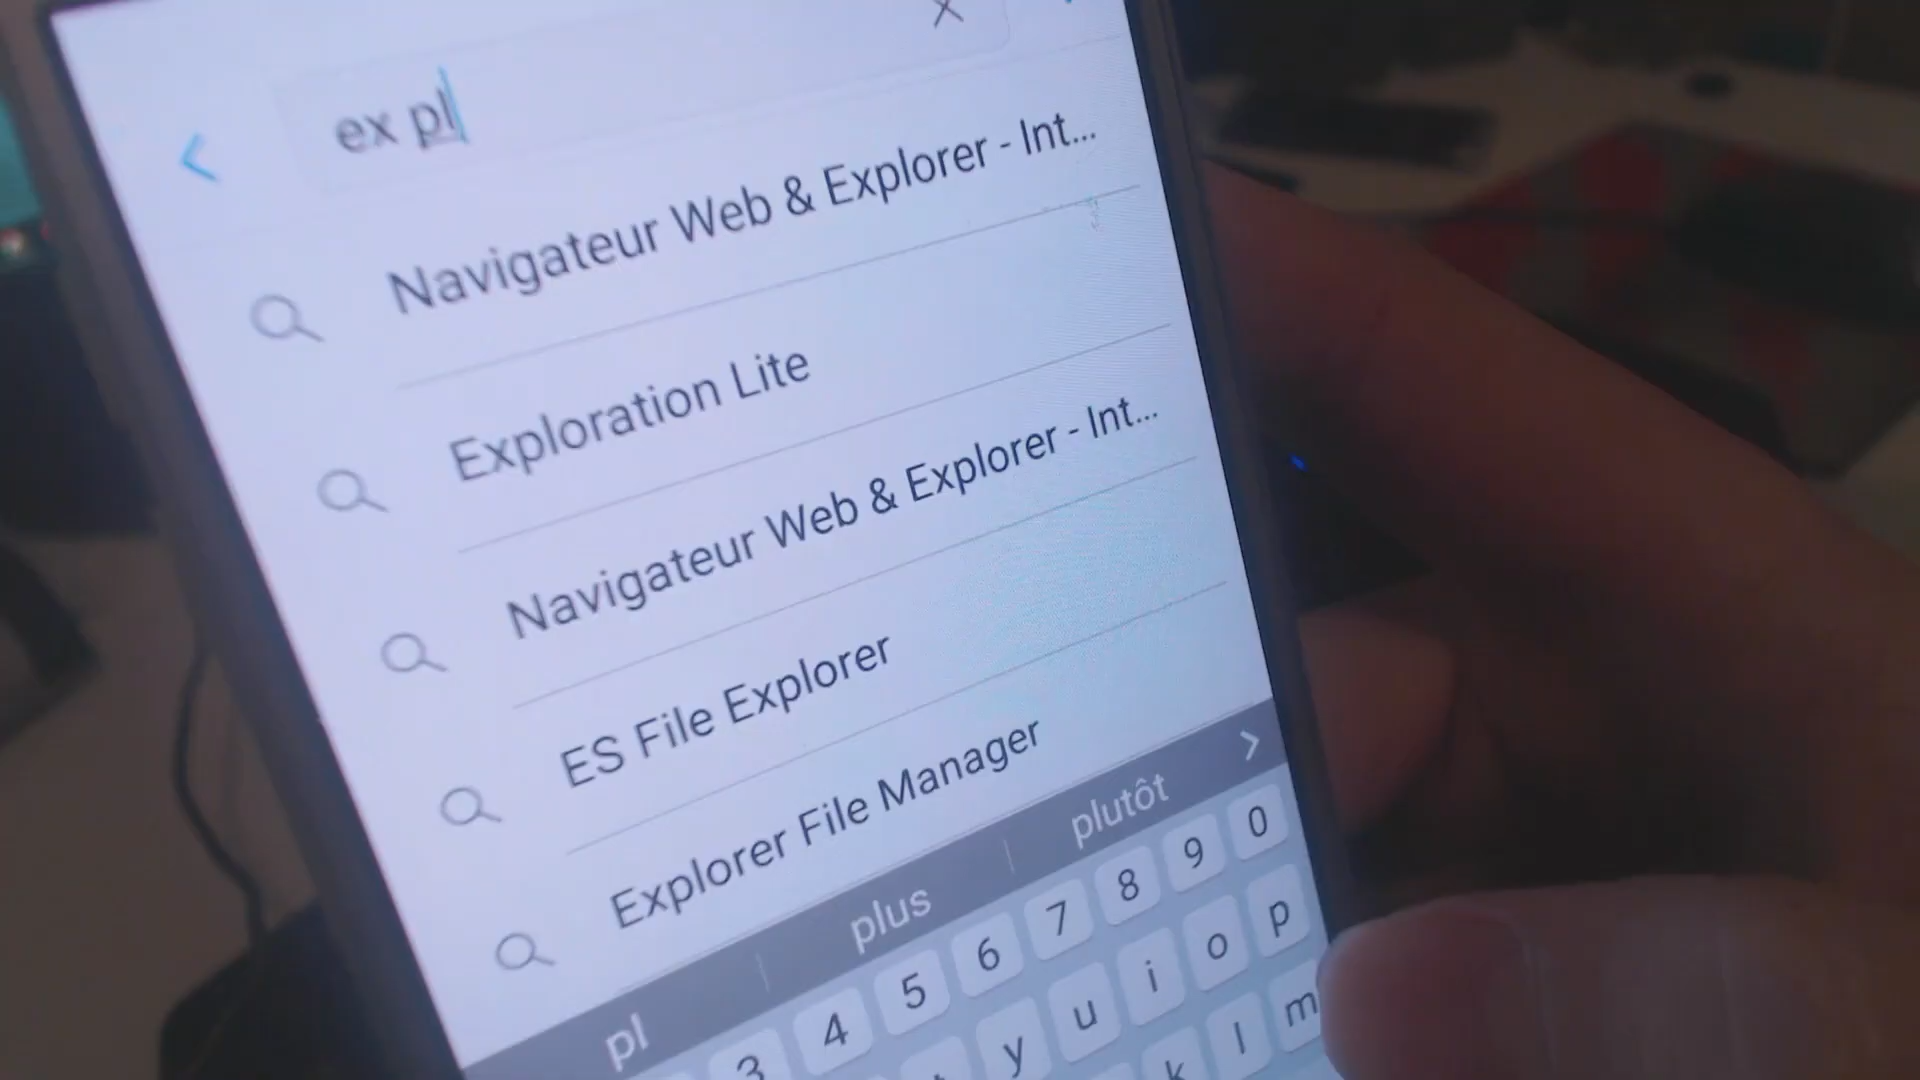 ex pl
Navigateur Web & Explorer - Int...
Exploration Lite
Navigateur Web & Explorer - Int...
ES File Explorer
Explorer File Manager
pl plus plutôt
3 4 5 6 7 8 9 0
y u i o p
k l m